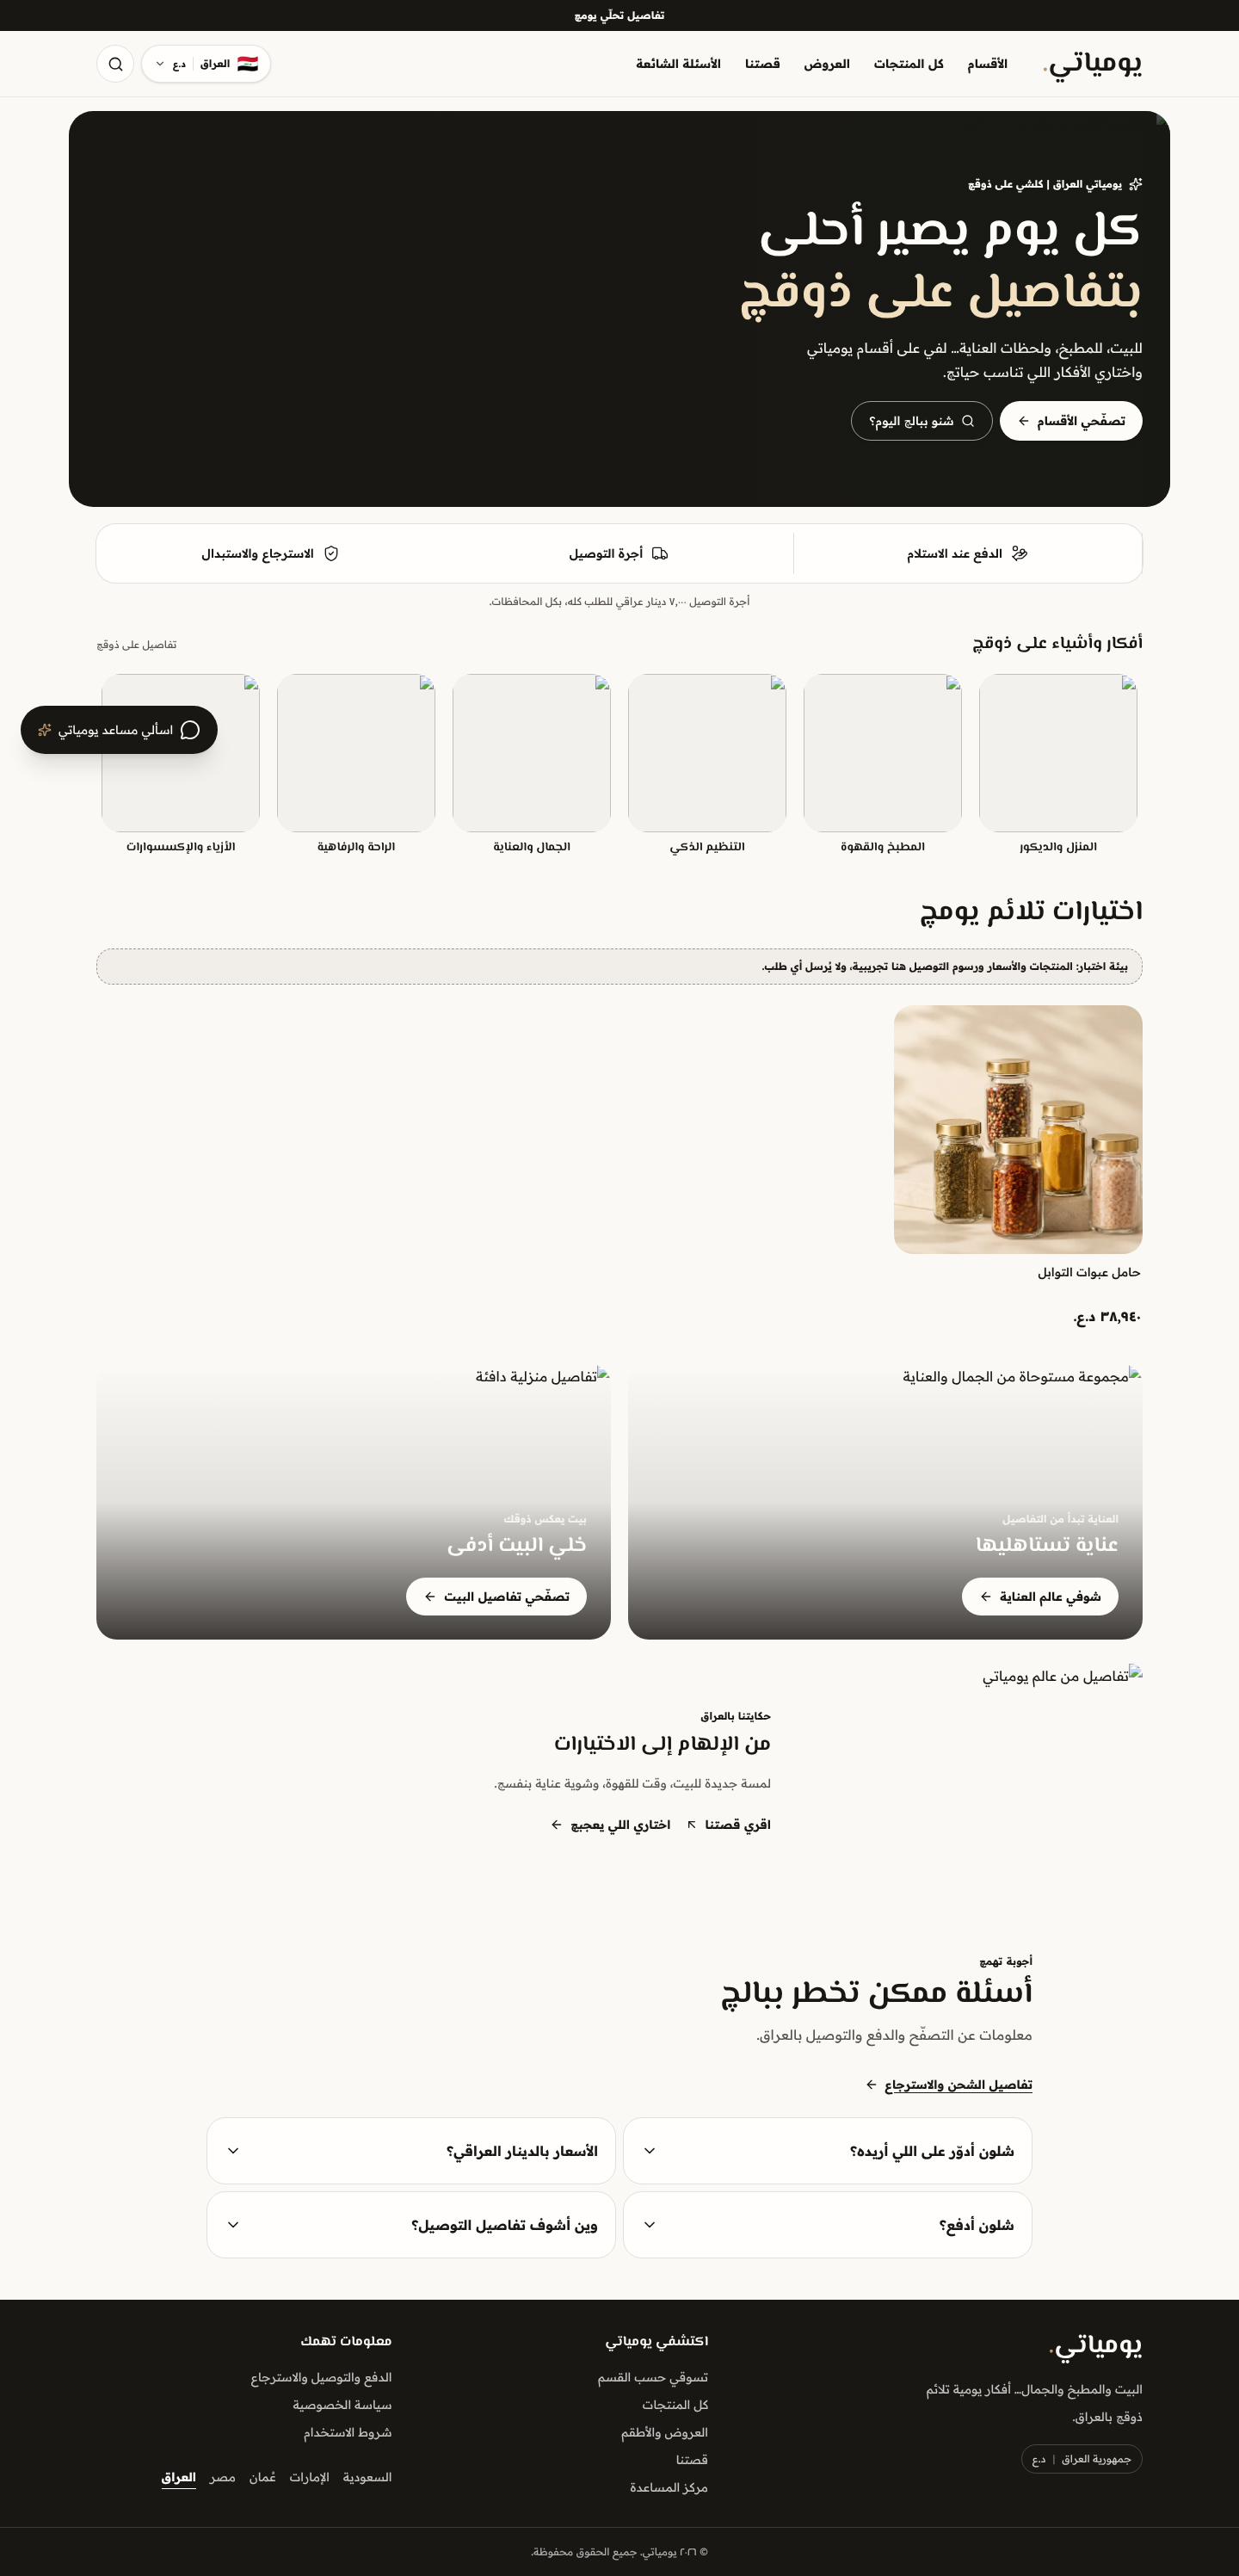 تفاصيل تحلّي يومچ
يومياتي.
الأقسام
كل المنتجات
العروض
قصتنا
الأسئلة الشائعة
العراق
د.ع
يومياتي العراق | كلشي على ذوقچ
كل يوم يصير أحلى
بتفاصيل على ذوقچ
للبيت، للمطبخ، ولحظات العناية... لفي على أقسام يومياتي
واختاري الأفكار اللي تناسب حياتچ.
تصفّحي الأقسام
شنو ببالچ اليوم؟
الدفع عند الاستلام
أجرة التوصيل
الاسترجاع والاستبدال
أجرة التوصيل ٧,٠٠٠ دينار عراقي للطلب كله، بكل المحافظات.
أفكار وأشياء على ذوقچ
تفاصيل على ذوقچ
اسألي مساعد يومياتي
المنزل والديكور
المطبخ والقهوة
التنظيم الذكي
الجمال والعناية
الراحة والرفاهية
الأزياء والإكسسوارات
اختيارات تلائم يومچ
بيئة اختبار: المنتجات والأسعار ورسوم التوصيل هنا تجريبية، ولا يُرسل أي طلب.
حامل عبوات التوابل
٣٨,٩٤٠ د.ع.
مجموعة مستوحاة من الجمال والعناية
العناية تبدأ من التفاصيل
عناية تستاهليها
شوفي عالم العناية
تفاصيل منزلية دافئة
بيت يعكس ذوقك
خلي البيت أدفى
تصفّحي تفاصيل البيت
تفاصيل من عالم يومياتي
حكايتنا بالعراق
من الإلهام إلى الاختيارات
لمسة جديدة للبيت، وقت للقهوة، وشوية عناية بنفسچ.
اقري قصتنا
اختاري اللي يعجبچ
أجوبة تهمچ
أسئلة ممكن تخطر ببالچ
معلومات عن التصفّح والدفع والتوصيل بالعراق.
تفاصيل الشحن والاسترجاع
شلون أدوّر على اللي أريده؟
الأسعار بالدينار العراقي؟
شلون أدفع؟
وين أشوف تفاصيل التوصيل؟
يومياتي.
البيت والمطبخ والجمال... أفكار يومية تلائم
ذوقچ بالعراق.
جمهورية العراق | د.ع
اكتشفي يومياتي
تسوقي حسب القسم
كل المنتجات
العروض والأطقم
قصتنا
مركز المساعدة
معلومات تهمك
الدفع والتوصيل والاسترجاع
سياسة الخصوصية
شروط الاستخدام
السعودية
الإمارات
عُمان
مصر
العراق
© ٢٠٢٦ يومياتي. جميع الحقوق محفوظة.